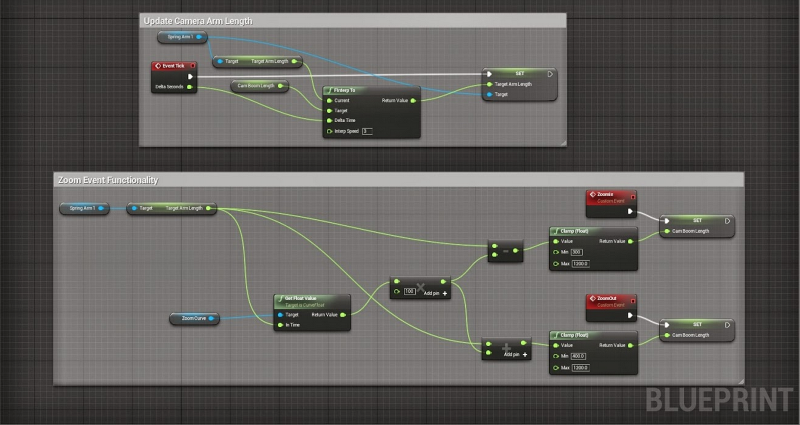 Update Camera Arm Length
Spring Arm 1
Target Target Arm Length
Event Tick
Delta Seconds
Cam Boom Length
FInterp To
Current Return Value
Target
Delta Time
Interp Speed 3
SET
Target Arm Length
Target
Zoom Event Functionality
Spring Arm 1
Target Target Arm Length
ZoomIn
Custom Event
SET
Cam Boom Length
Clamp (Float)
Value Return Value
Min 300
Max 1200.0
-
100
×
Add pin +
Get Float Value
Target is CurveFloat
Target Return Value
In Time
Zoom Curve
ZoomOut
Custom Event
SET
Cam Boom Length
+
Add pin +
Clamp (Float)
Value Return Value
Min 400.0
Max 1200.0
BLUEPRINT